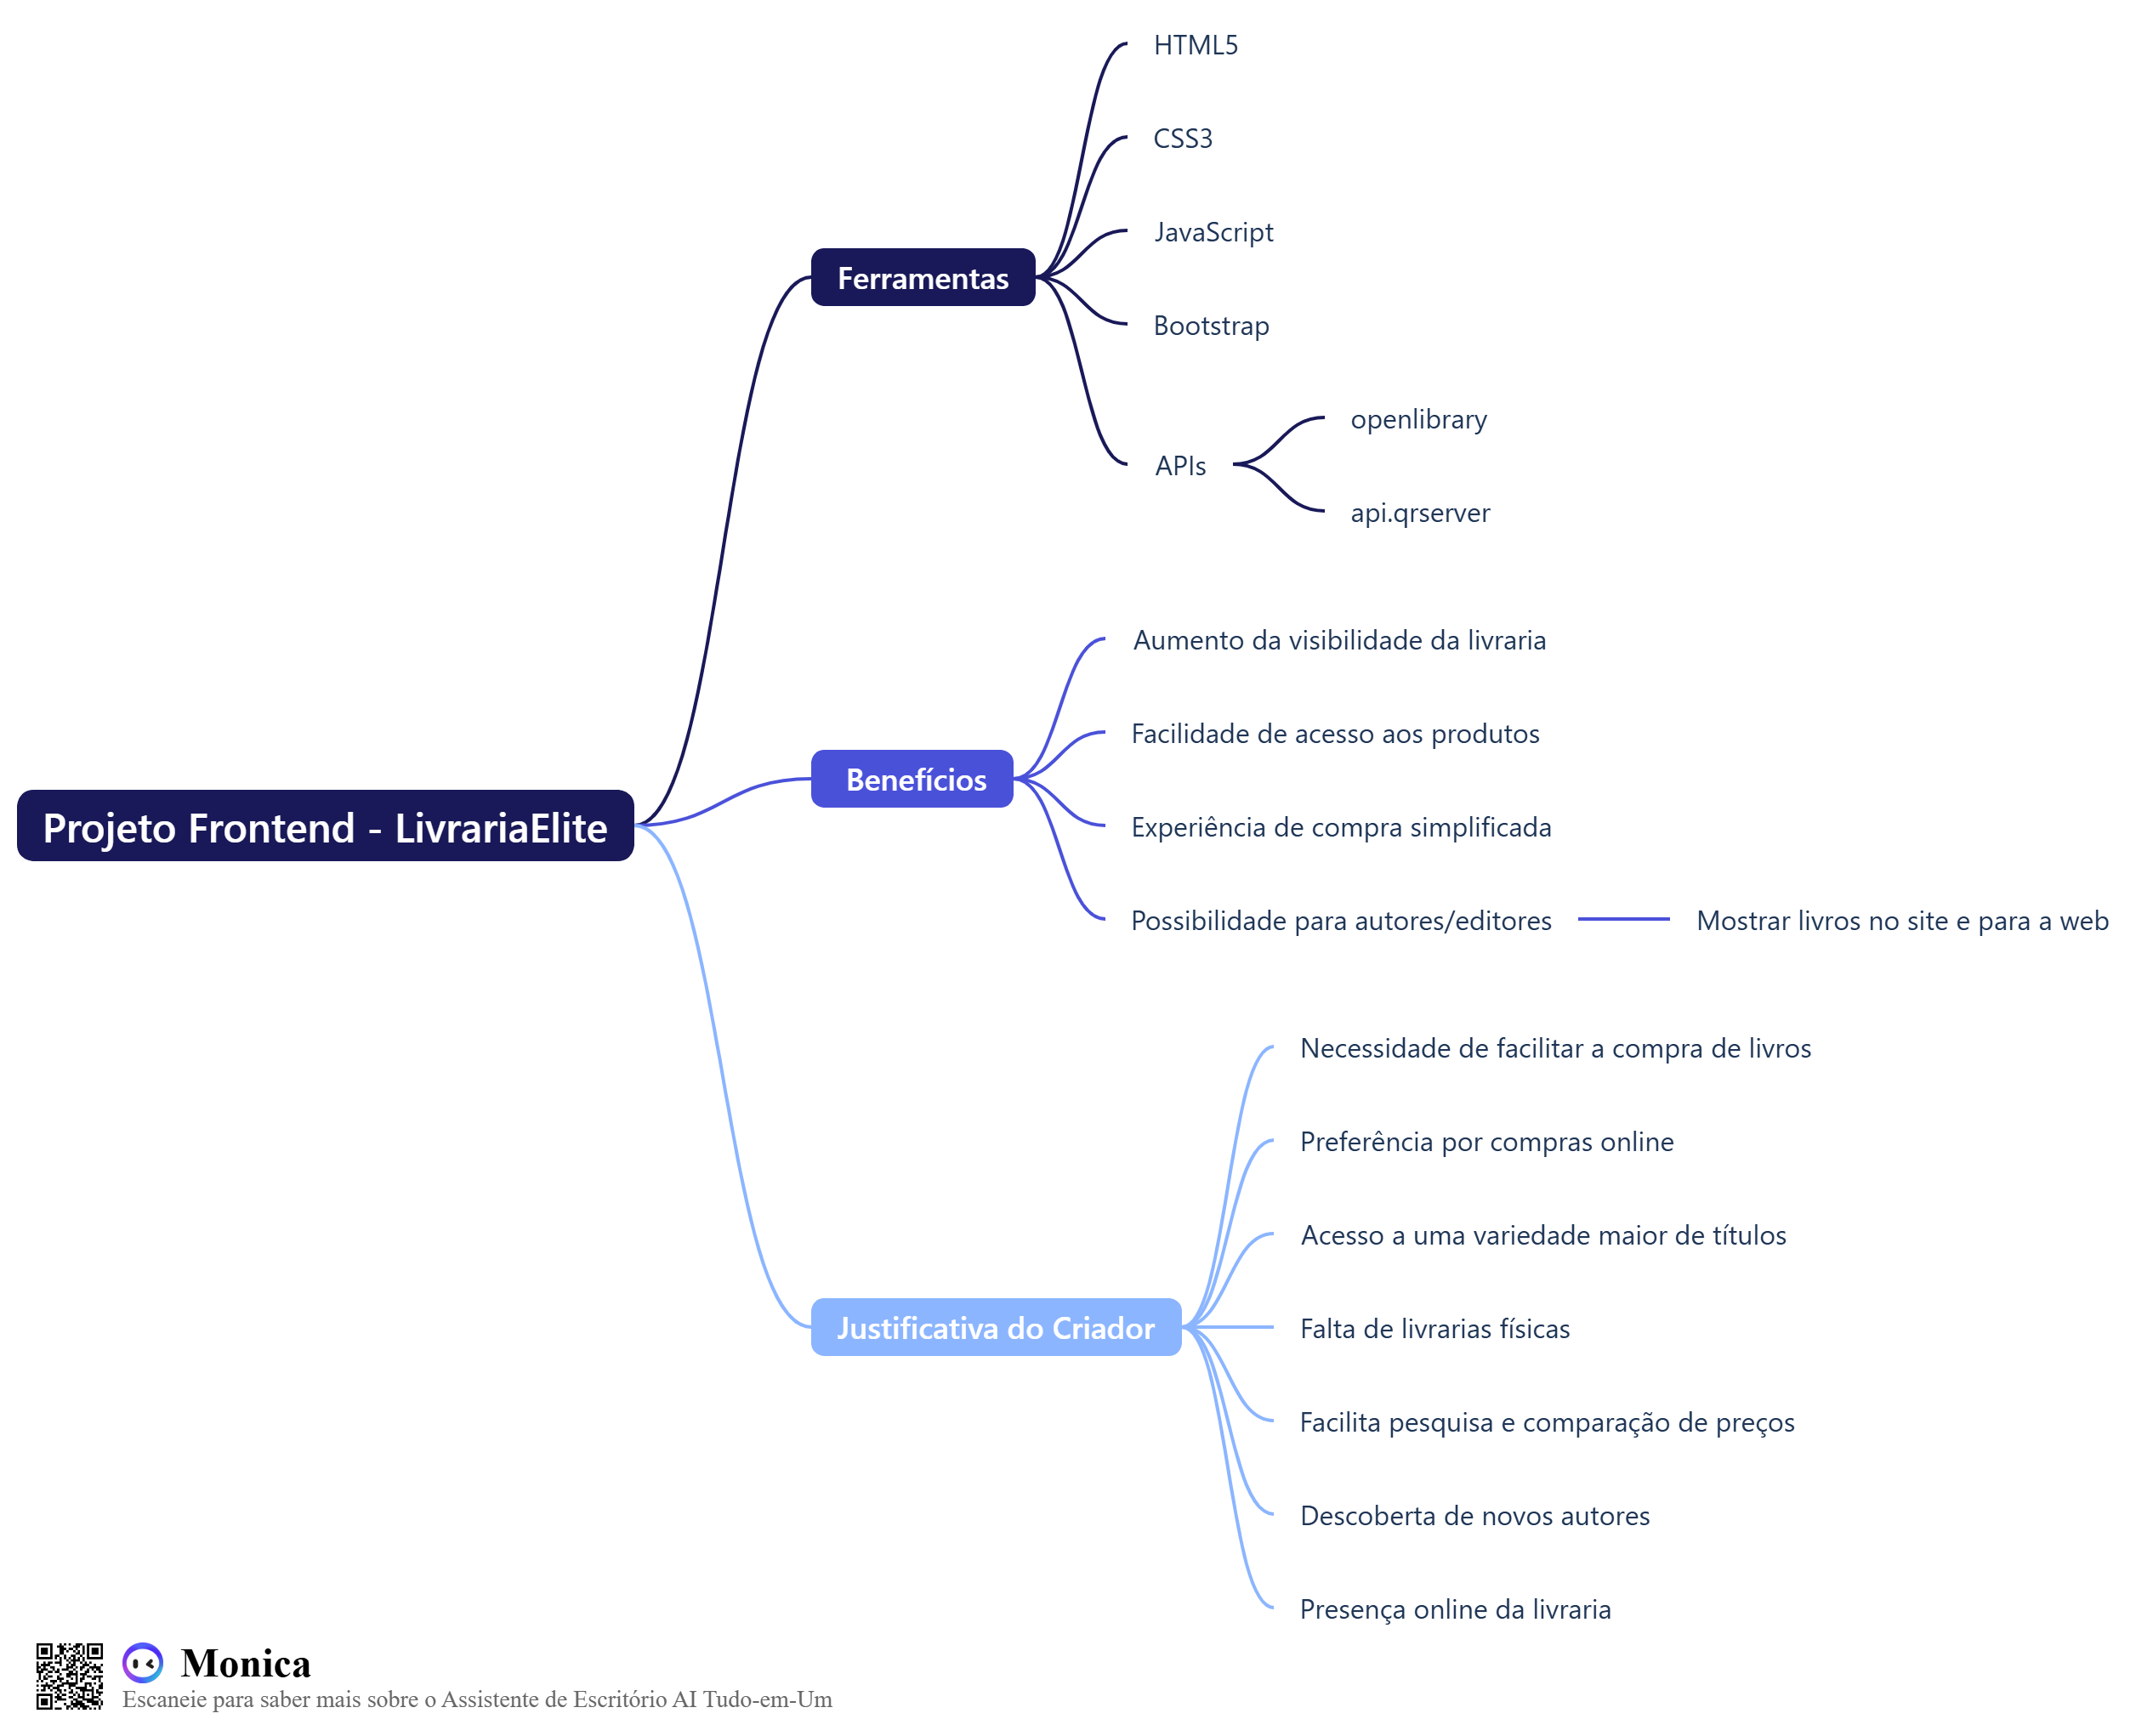 Projeto Frontend - LivrariaElite
Ferramentas
HTML5
CSS3
JavaScript
Bootstrap
APIs
openlibrary
api.qrserver
Benefícios
Aumento da visibilidade da livraria
Facilidade de acesso aos produtos
Experiência de compra simplificada
Possibilidade para autores/editores
Mostrar livros no site e para a web
Justificativa do Criador
Necessidade de facilitar a compra de livros
Preferência por compras online
Acesso a uma variedade maior de títulos
Falta de livrarias físicas
Facilita pesquisa e comparação de preços
Descoberta de novos autores
Presença online da livraria
Monica
Escaneie para saber mais sobre o Assistente de Escritório AI Tudo-em-Um